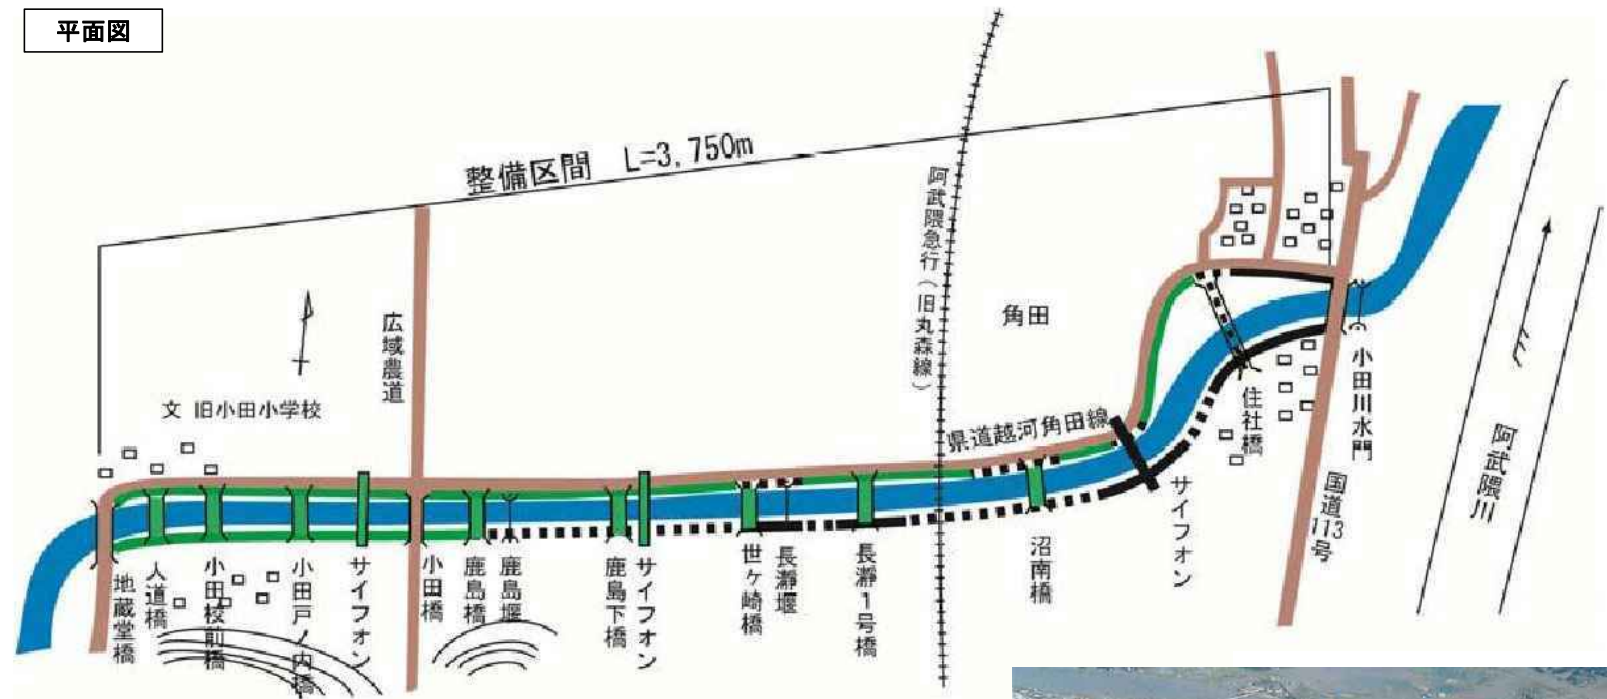 平面図
整備区間 L=3,750m
阿武隈急行(旧丸森線)
角田
広域農道
文 旧小田小学校
県道越河角田線
住社橋
小田川水門
国道113号
阿武隈川
地蔵堂橋
人道橋
小田校前橋
小田戸ノ内橋
サイフォン
小田橋
鹿島橋
鹿島堰
鹿島下橋
サイフォン
世ヶ崎橋
長瀞堰
長瀞1号橋
沼南橋
サイフォン